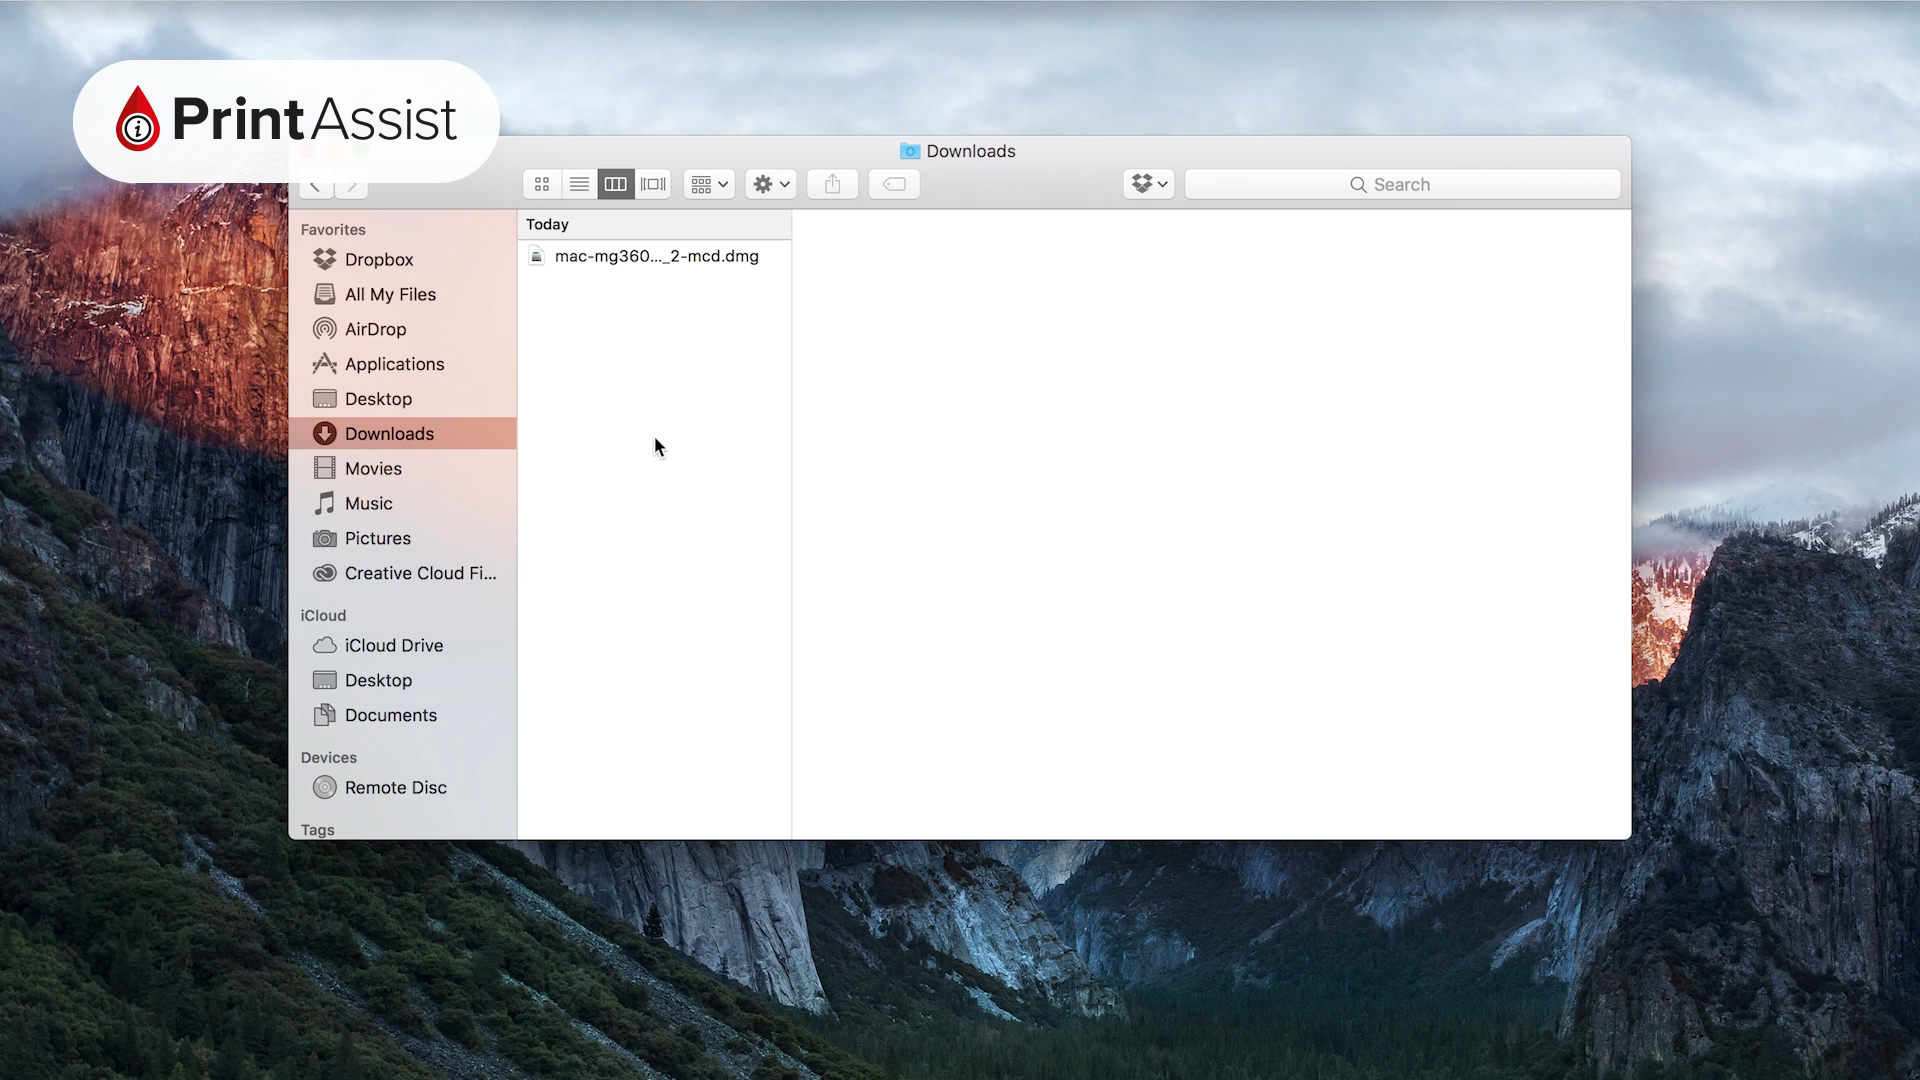 PrintAssist
Downloads
Search
Favorites
Dropbox
All My Files
AirDrop
Applications
Desktop
Downloads
Movies
Music
Pictures
Creative Cloud Fi...
iCloud
iCloud Drive
Desktop
Documents
Devices
Remote Disc
Tags
Today
mac-mg360..._2-mcd.dmg